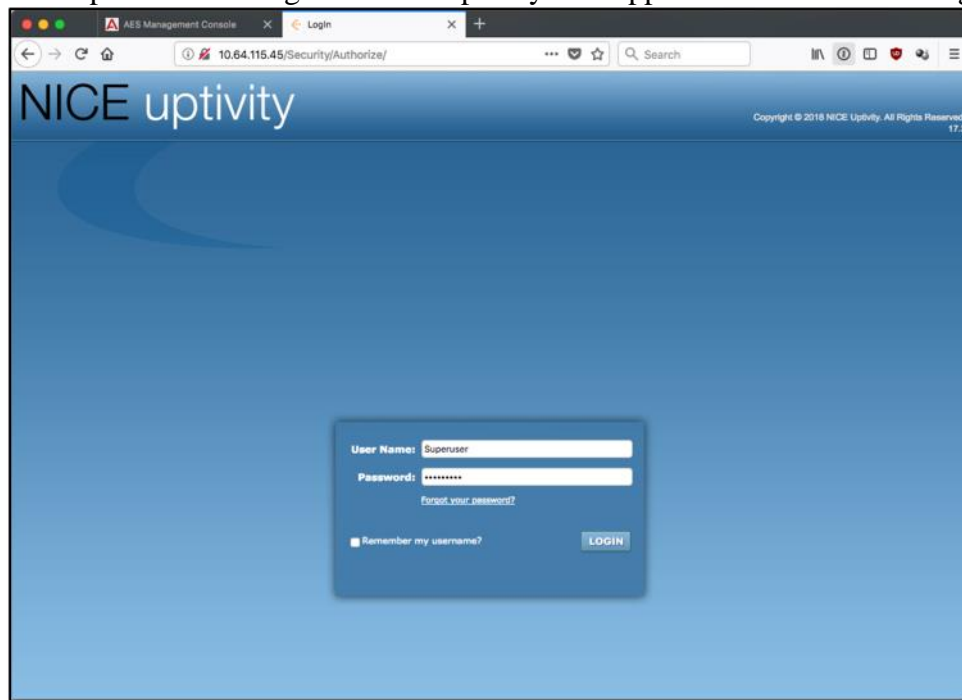 AES Management Console
Login
10.64.115.45/Security/Authorize/
Search
NICE uptivity
Copyright © 2018 NICE Uptivity. All Rights Reserved
17.
User Name: Superuser
Password: •••••••••
Forgot your password?
Remember my username?
LOGIN